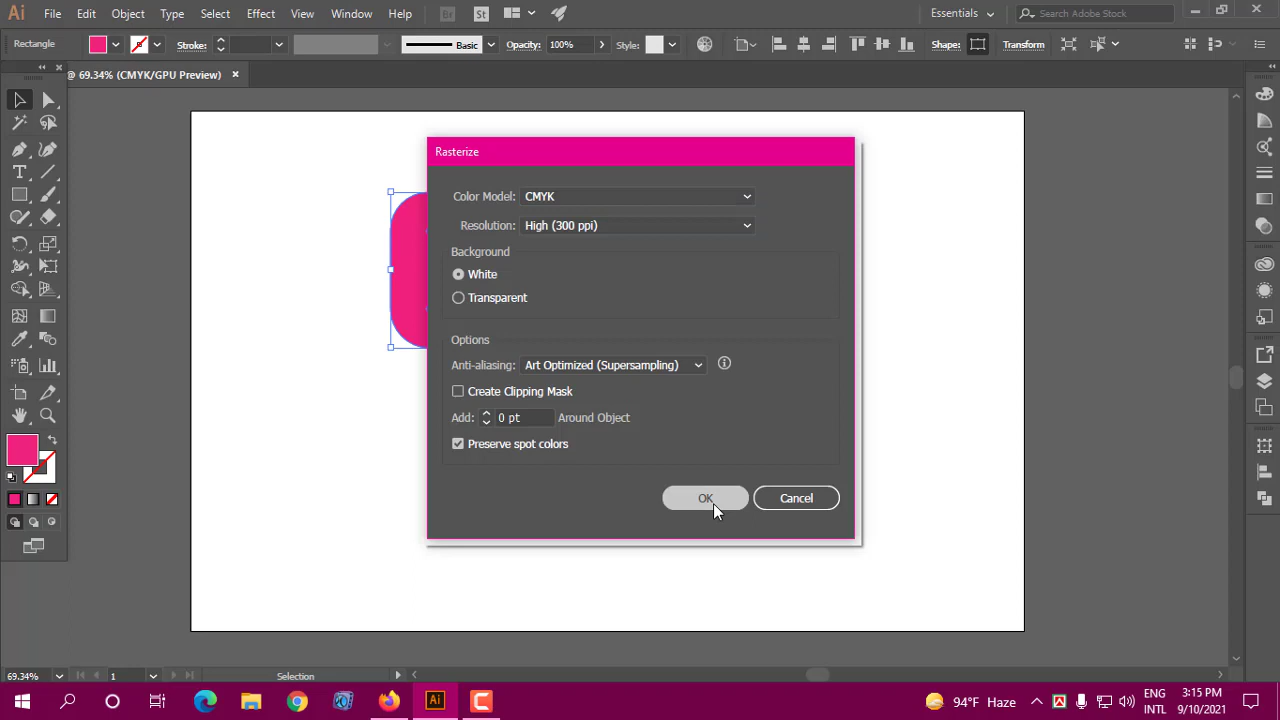 Ai File Edit Object Type Select Effect View Window Help Br St Essentials Search Adobe Stock
Rectangle Stroke: Basic Opacity: 100% Style: Shape: Transform
@ 69.34% (CMYK/GPU Preview)
Rasterize
Color Model: CMYK
Resolution: High (300 ppi)
Background
White
Transparent
Options
Anti-aliasing: Art Optimized (Supersampling)
Create Clipping Mask
Add: 0 pt Around Object
Preserve spot colors
OK Cancel
69.34% 1 Selection
Ai 94°F Haze ENG INTL 3:15 PM 9/10/2021